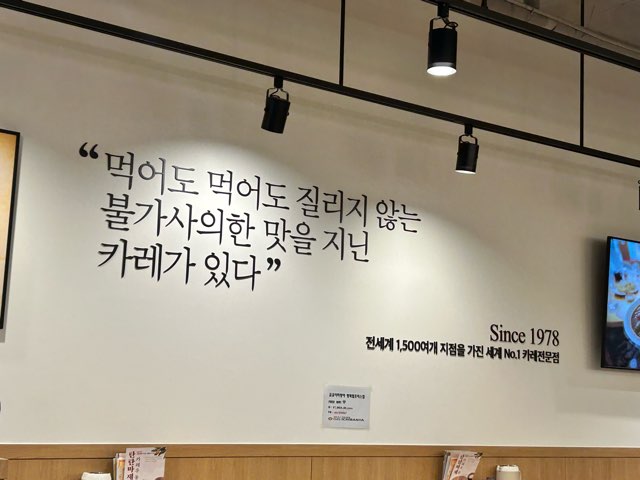 “먹어도 먹어도 질리지 않는
불가사의한 맛을 지닌
카레가 있다”
Since 1978
전세계 1,500여개 지점을 가진 세계 No.1 카레전문점